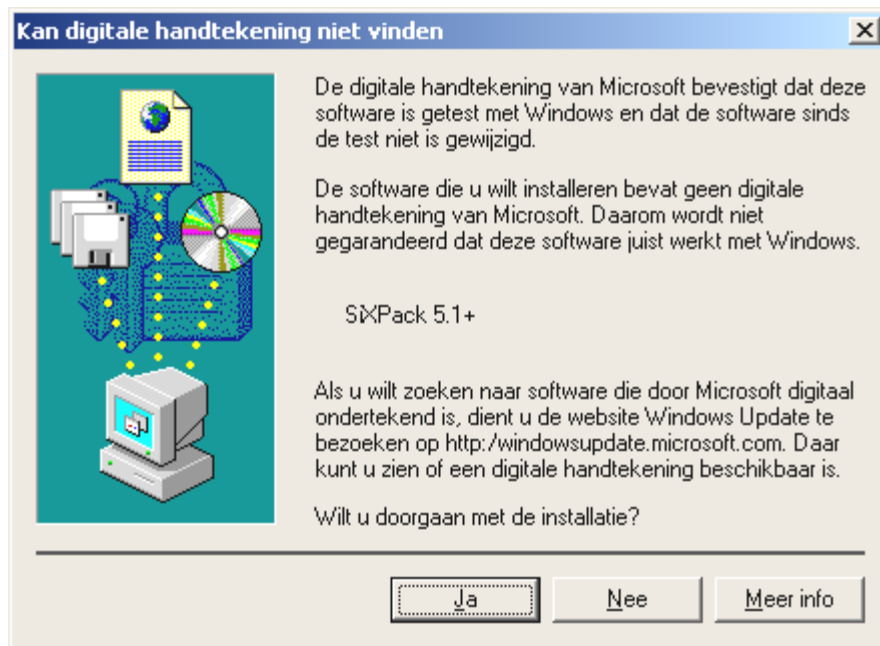 Kan digitale handtekening niet vinden
De digitale handtekening van Microsoft bevestigt dat deze
software is getest met Windows en dat de software sinds
de test niet is gewijzigd.
De software die u wilt installeren bevat geen digitale
handtekening van Microsoft. Daarom wordt niet
gegarandeerd dat deze software juist werkt met Windows.
SiXPack 5.1+
Als u wilt zoeken naar software die door Microsoft digitaal
ondertekend is, dient u de website Windows Update te
bezoeken op http:/windowsupdate.microsoft.com. Daar
kunt u zien of een digitale handtekening beschikbaar is.
Wilt u doorgaan met de installatie?
Ja
Nee
Meer info